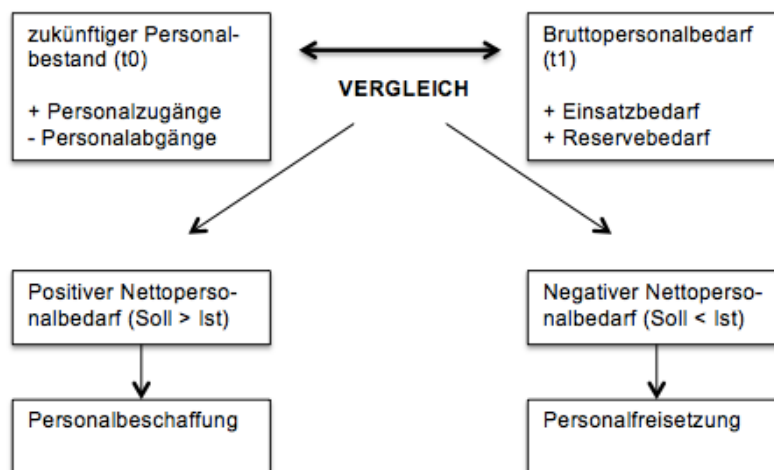 zukünftiger Personal-
bestand (t0)
+ Personalzugänge
- Personalabgänge
VERGLEICH
Bruttopersonalbedarf
(t1)
+ Einsatzbedarf
+ Reservebedarf
Positiver Nettoperso-
nalbedarf (Soll > Ist)
Negativer Nettoperso-
nalbedarf (Soll < Ist)
Personalbeschaffung
Personalfreisetzung